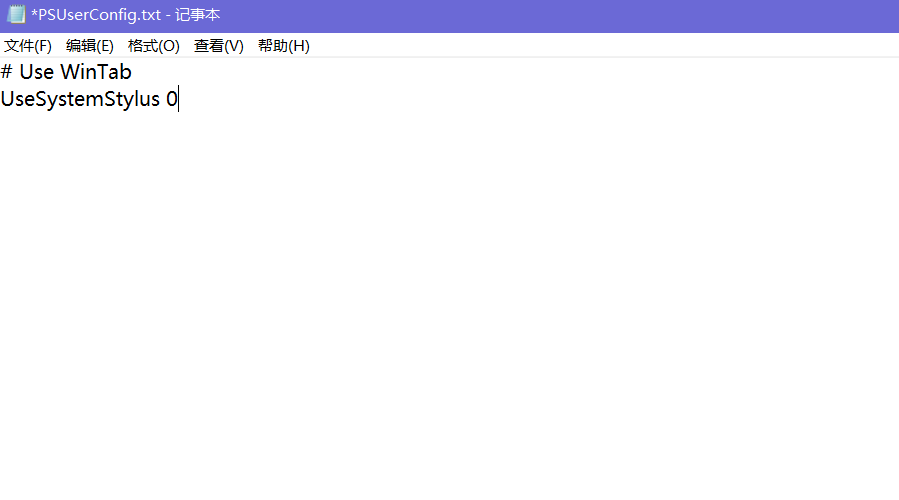 *PSUserConfig.txt - 记事本
文件(F) 编辑(E) 格式(O) 查看(V) 帮助(H)
# Use WinTab
UseSystemStylus 0